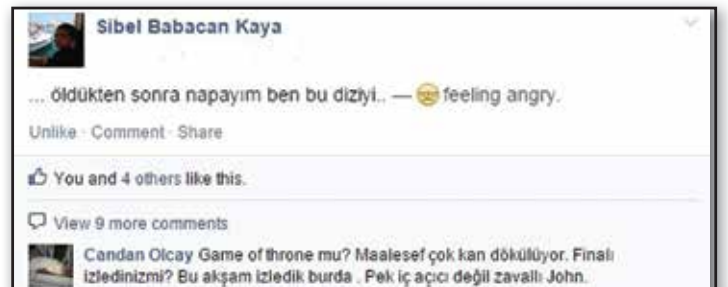 Sibel Babacan Kaya
... öldükten sonra napayım ben bu diziyi.. — feeling angry.
Unlike · Comment · Share
You and 4 others like this.
View 9 more comments
Candan Olcay Game of throne mu? Maalesef çok kan dökülüyor. Finali
izledinizmi? Bu akşam izledik burda . Pek iç açıcı değil zavallı John.